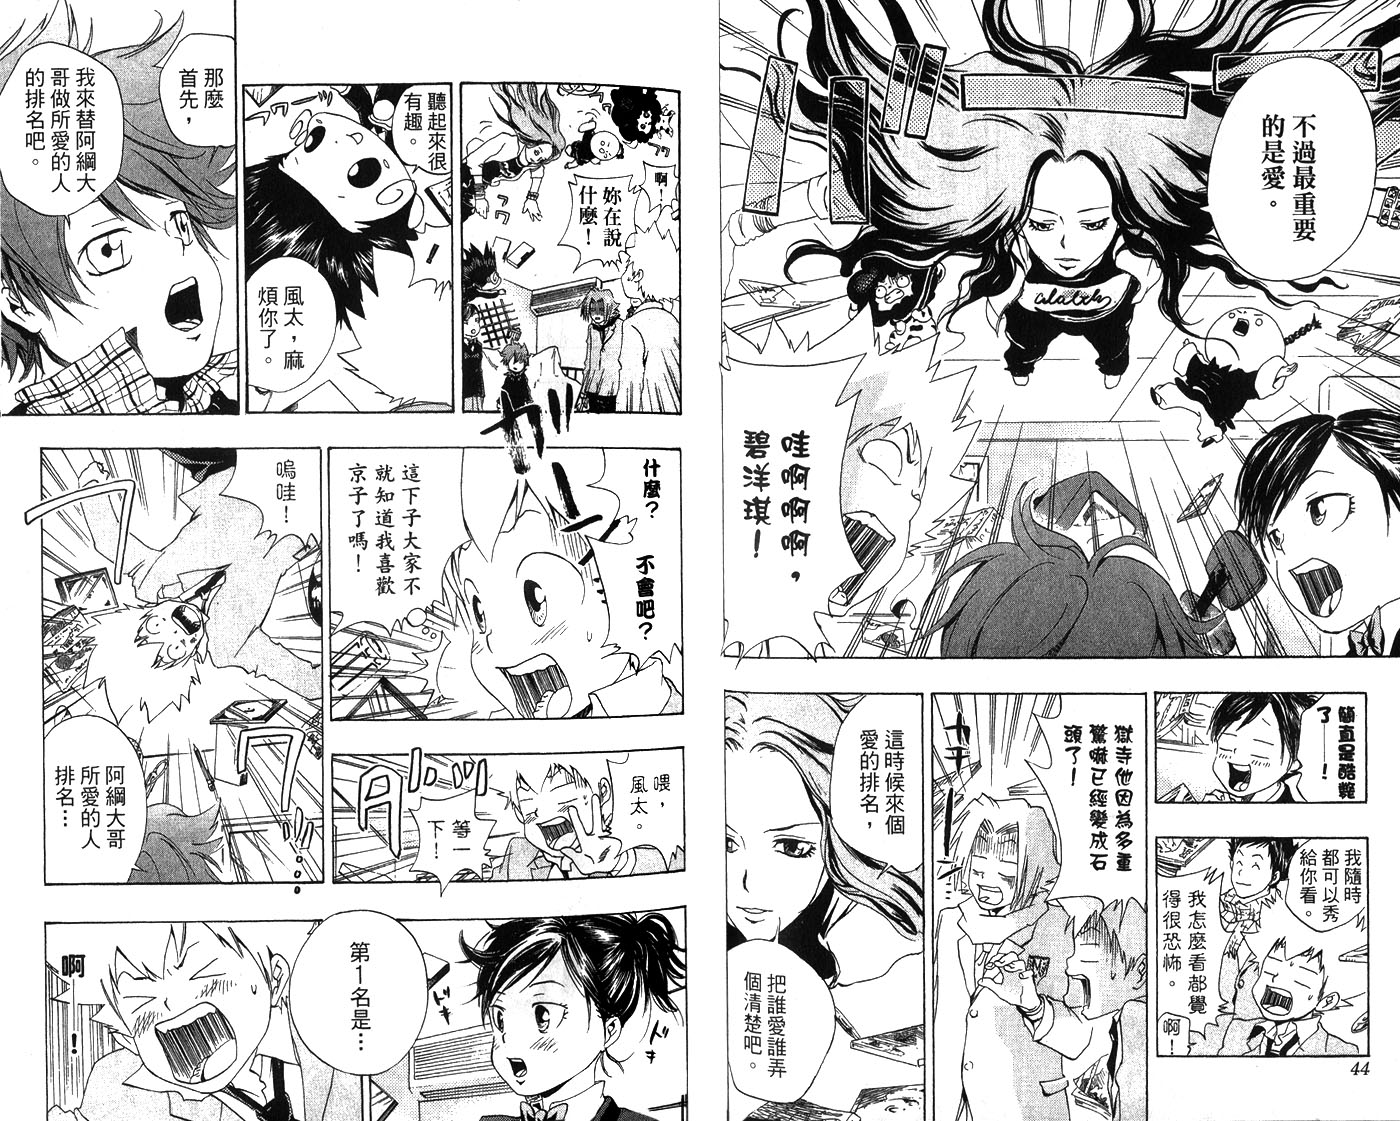 不過最重要
的是愛。
哇啊啊啊，
碧洋琪！
簡直是酷斃
了——！
我隨時
都可以秀
給你看。
我怎麼看都覺
得很恐怖。
啊！
獄寺他因為多重
驚嚇已經變成石
頭了！
這時候來個
愛的排名，
把誰愛誰弄
個清楚吧。
44
啊！
妳在說
什麼！
聽起來很
有趣。
風太，麻
煩你了。
那麼
首先，
我來替阿綱大
哥做所愛的人
的排名吧。
什麼？
不會吧？
這下子大家不
就知道我喜歡
京子了嗎！
嗚哇！
阿綱大哥
所愛的人
排名…
喂，
風太。
等一
下！
第1名是…
啊
！